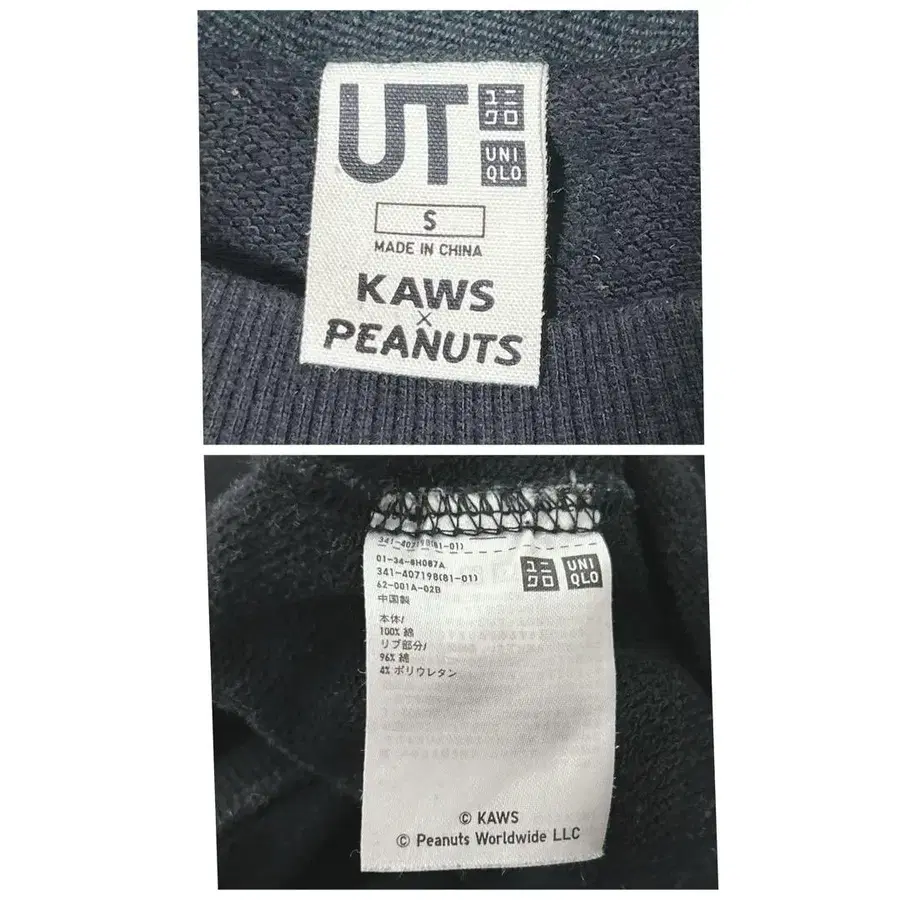 UT
ユニ
クロ
UNI
QLO
S
MADE IN CHINA
KAWS
×
PEANUTS
341-407198(81-01)
01-34-8H087A
341-407198(81-01)
62-001A-02B
中国製
ユニ
クロ
UNI
QLO
本体/
100% 綿
リブ部分/
96% 綿
4% ポリウレタン
© KAWS
© Peanuts Worldwide LLC